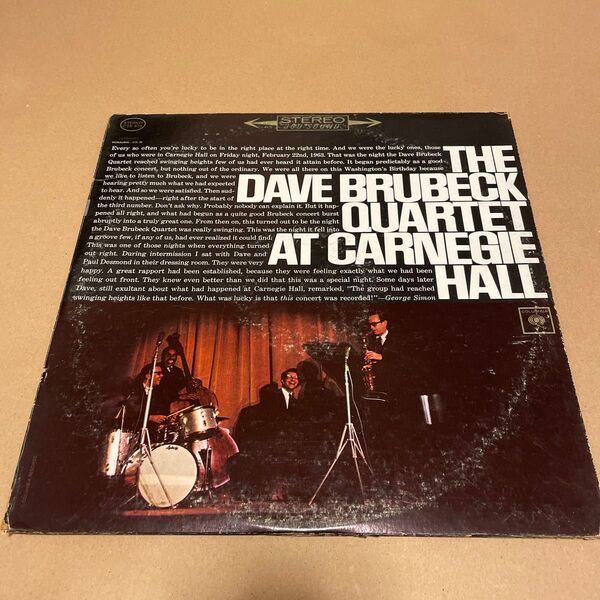 STEREO
Every so often you're lucky to be in the right place at the right time. And we were the lucky ones, those
of us who were in Carnegie Hall on Friday night, February 22nd, 1963. That was the night the Dave Brubeck
Quartet reached swinging heights few of us had ever heard it attain before. It began predictably as a good
Brubeck concert, but nothing out of the ordinary. We were all there on this Washington's Birthday because
we like to listen to Brubeck, and we were
hearing pretty much what we had expected
to hear. And so we were satisfied. Then sud-
denly it happened—right after the start of
the third number. Don't ask why. Probably nobody can explain it. But it hap-
pened all right, and what had begun as a quite good Brubeck concert burst
abruptly into a truly great one. From then on, this turned out to be the night
the Dave Brubeck Quartet was really swinging. This was the night it fell into
a groove few, if any of us, had ever realized it could find.
This was one of those nights when everything turned
out right. During intermission I sat with Dave and
Paul Desmond in their dressing room. They were very
happy. A great rapport had been established, because they were feeling exactly what we had been
feeling out front. They knew even better than we did that this was a special night. Some days later
Dave, still exultant about what had happened at Carnegie Hall, remarked, "The group had reached
swinging heights like that before. What was lucky is that this concert was recorded!"—George Simon
THE
DAVE BRUBECK
QUARTET
AT CARNEGIE
HALL
COLUMBIA